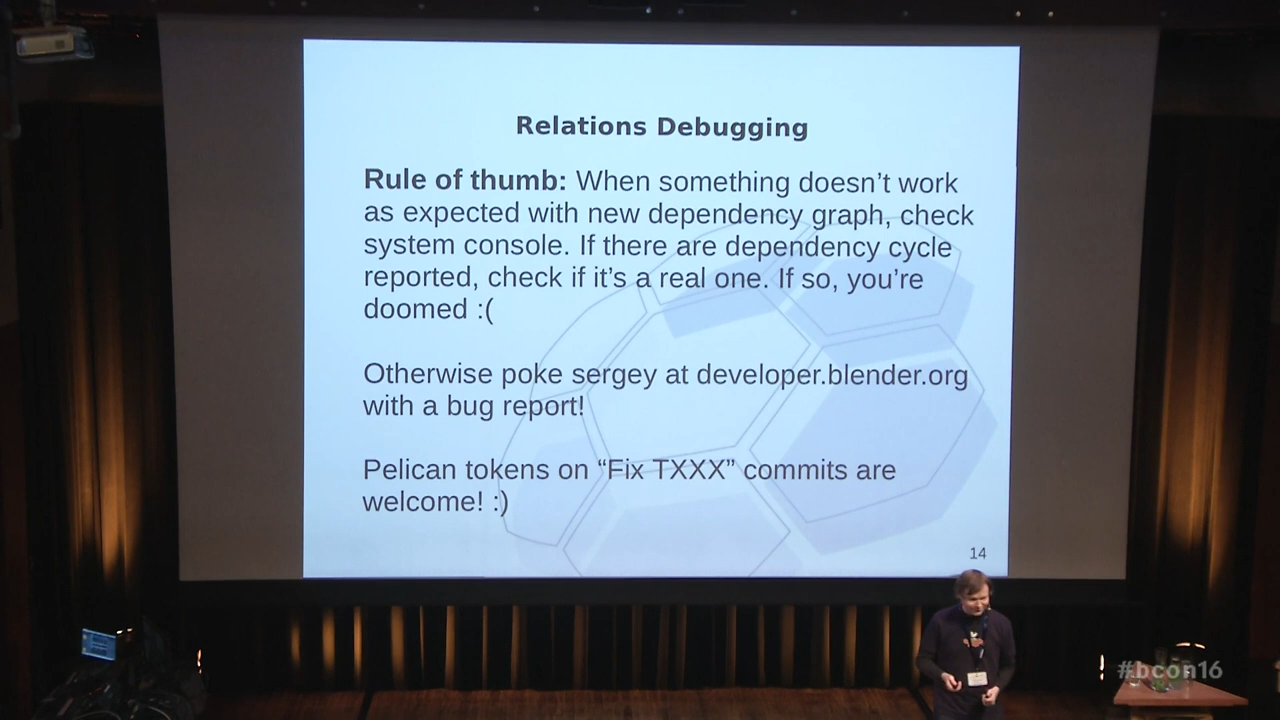 Relations Debugging
Rule of thumb: When something doesn’t work
as expected with new dependency graph, check
system console. If there are dependency cycle
reported, check if it’s a real one. If so, you’re
doomed :(
Otherwise poke sergey at developer.blender.org
with a bug report!
Pelican tokens on “Fix TXXX” commits are
welcome! :)
14
#bcon16